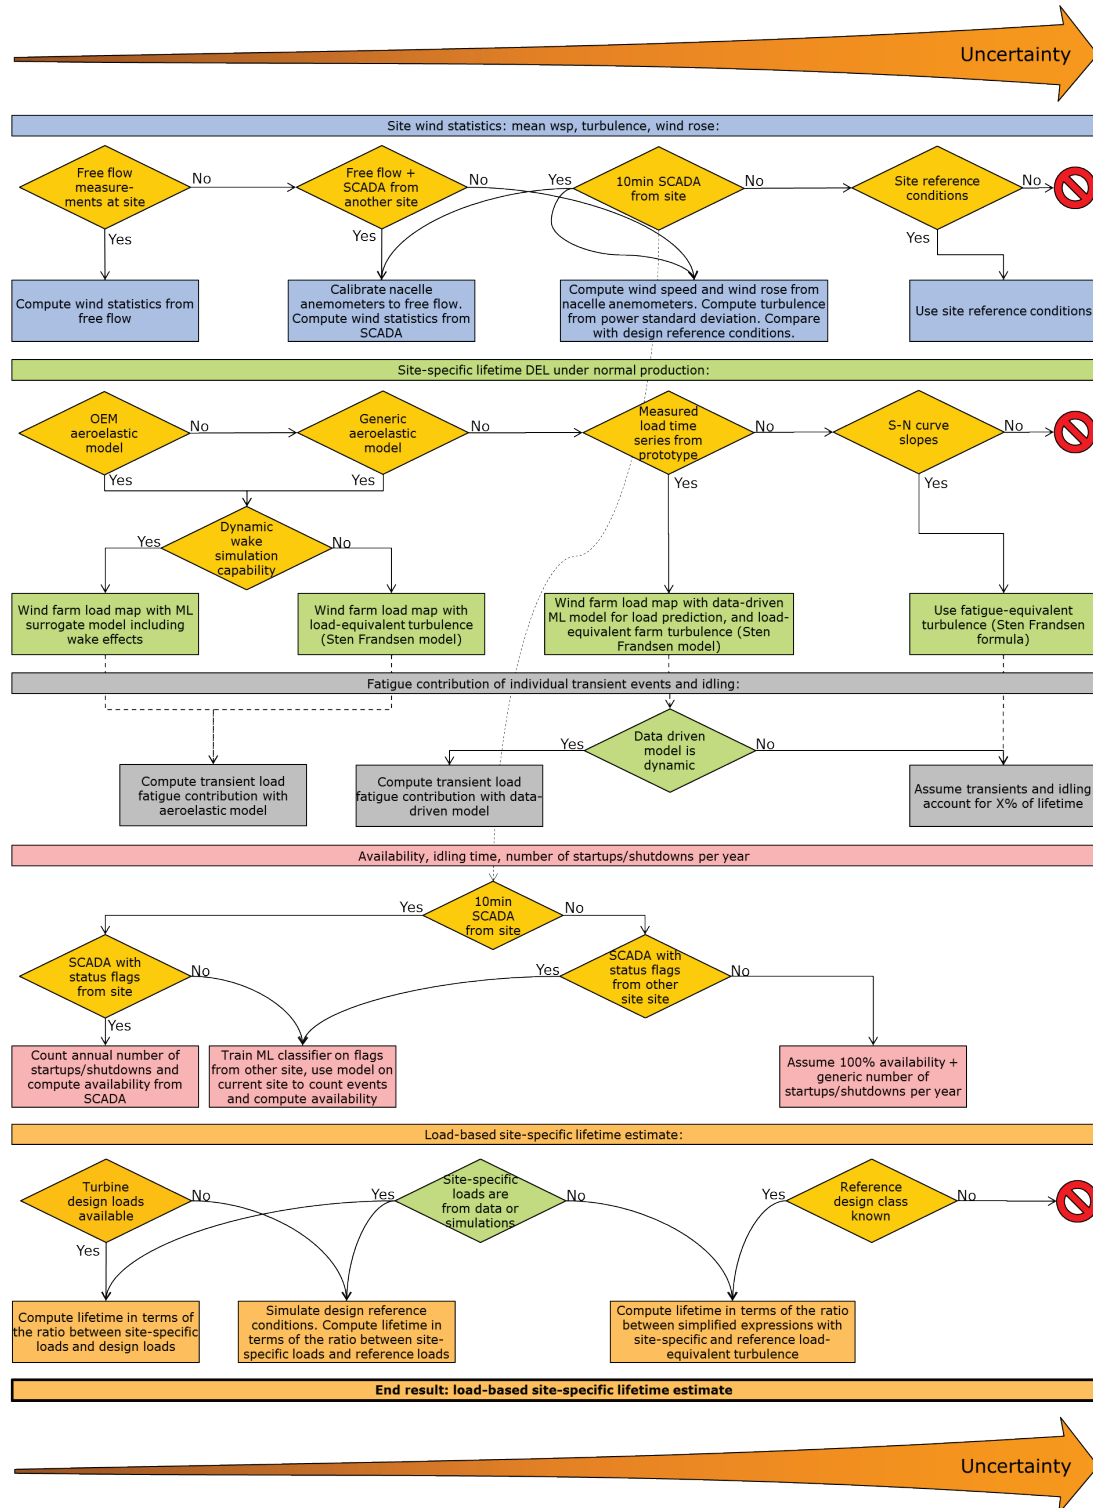 Uncertainty
Site wind statistics: mean wsp, turbulence, wind rose:
Free flow
measure-
ments at site
No
Yes
Free flow +
SCADA from
another site
No
Yes
Yes
10min SCADA
from site
No
Site reference
conditions
No
Yes
Compute wind statistics from
free flow
Calibrate nacelle
anemometers to free flow.
Compute wind statistics from
SCADA
Compute wind speed and wind rose from
nacelle anemometers. Compute turbulence
from power standard deviation. Compare
with design reference conditions.
Use site reference conditions
Site-specific lifetime DEL under normal production:
OEM
aeroelastic
model
No
Yes
Generic
aeroelastic
model
No
Yes
Measured
load time
series from
prototype
No
Yes
S-N curve
slopes
No
Yes
Yes
Dynamic
wake
simulation
capability
No
Wind farm load map with ML
surrogate model including
wake effects
Wind farm load map with
load-equivalent turbulence
(Sten Frandsen model)
Wind farm load map with data-driven
ML model for load prediction, and load-
equivalent farm turbulence (Sten
Frandsen model)
Use fatigue-equivalent
turbulence (Sten Frandsen
formula)
Fatigue contribution of individual transient events and idling:
Yes
Data driven
model is
dynamic
No
Compute transient load
fatigue contribution with
aeroelastic model
Compute transient load
fatigue contribution with data-
driven model
Assume transients and idling
account for X% of lifetime
Availability, idling time, number of startups/shutdowns per year
Yes
10min
SCADA
from site
No
SCADA with
status flags
from site
No
Yes
Yes
SCADA with
status flags
from other
site site
No
Count annual number of
startups/shutdowns and
compute availability from
SCADA
Train ML classifier on flags
from other site, use model on
current site to count events
and compute availability
Assume 100% availability +
generic number of
startups/shutdowns per year
Load-based site-specific lifetime estimate:
Turbine
design loads
available
No
Yes
Yes
Site-specific
loads are
from data or
simulations
No
Yes
Reference
design class
known
No
Compute lifetime in terms of
the ratio between site-specific
loads and design loads
Simulate design reference
conditions. Compute lifetime in
terms of the ratio between site-
specific loads and reference loads
Compute lifetime in terms of the ratio
between simplified expressions with
site-specific and reference load-
equivalent turbulence
End result: load-based site-specific lifetime estimate
Uncertainty